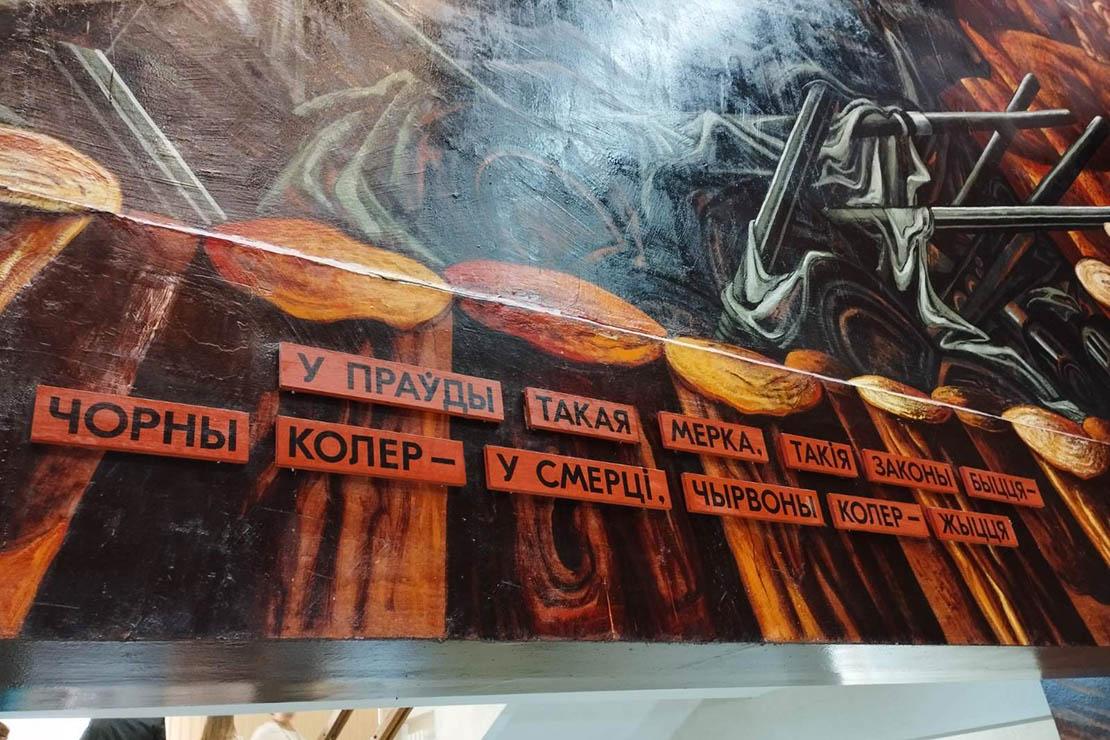 У ПРАЎДЫ ТАКАЯ МЕРКА, ТАКІЯ ЗАКОНЫ БЫЦЦЯ–
ЧОРНЫ КОЛЕР– У СМЕРЦІ, ЧЫРВОНЫ КОЛЕР– ЖЫЦЦЯ